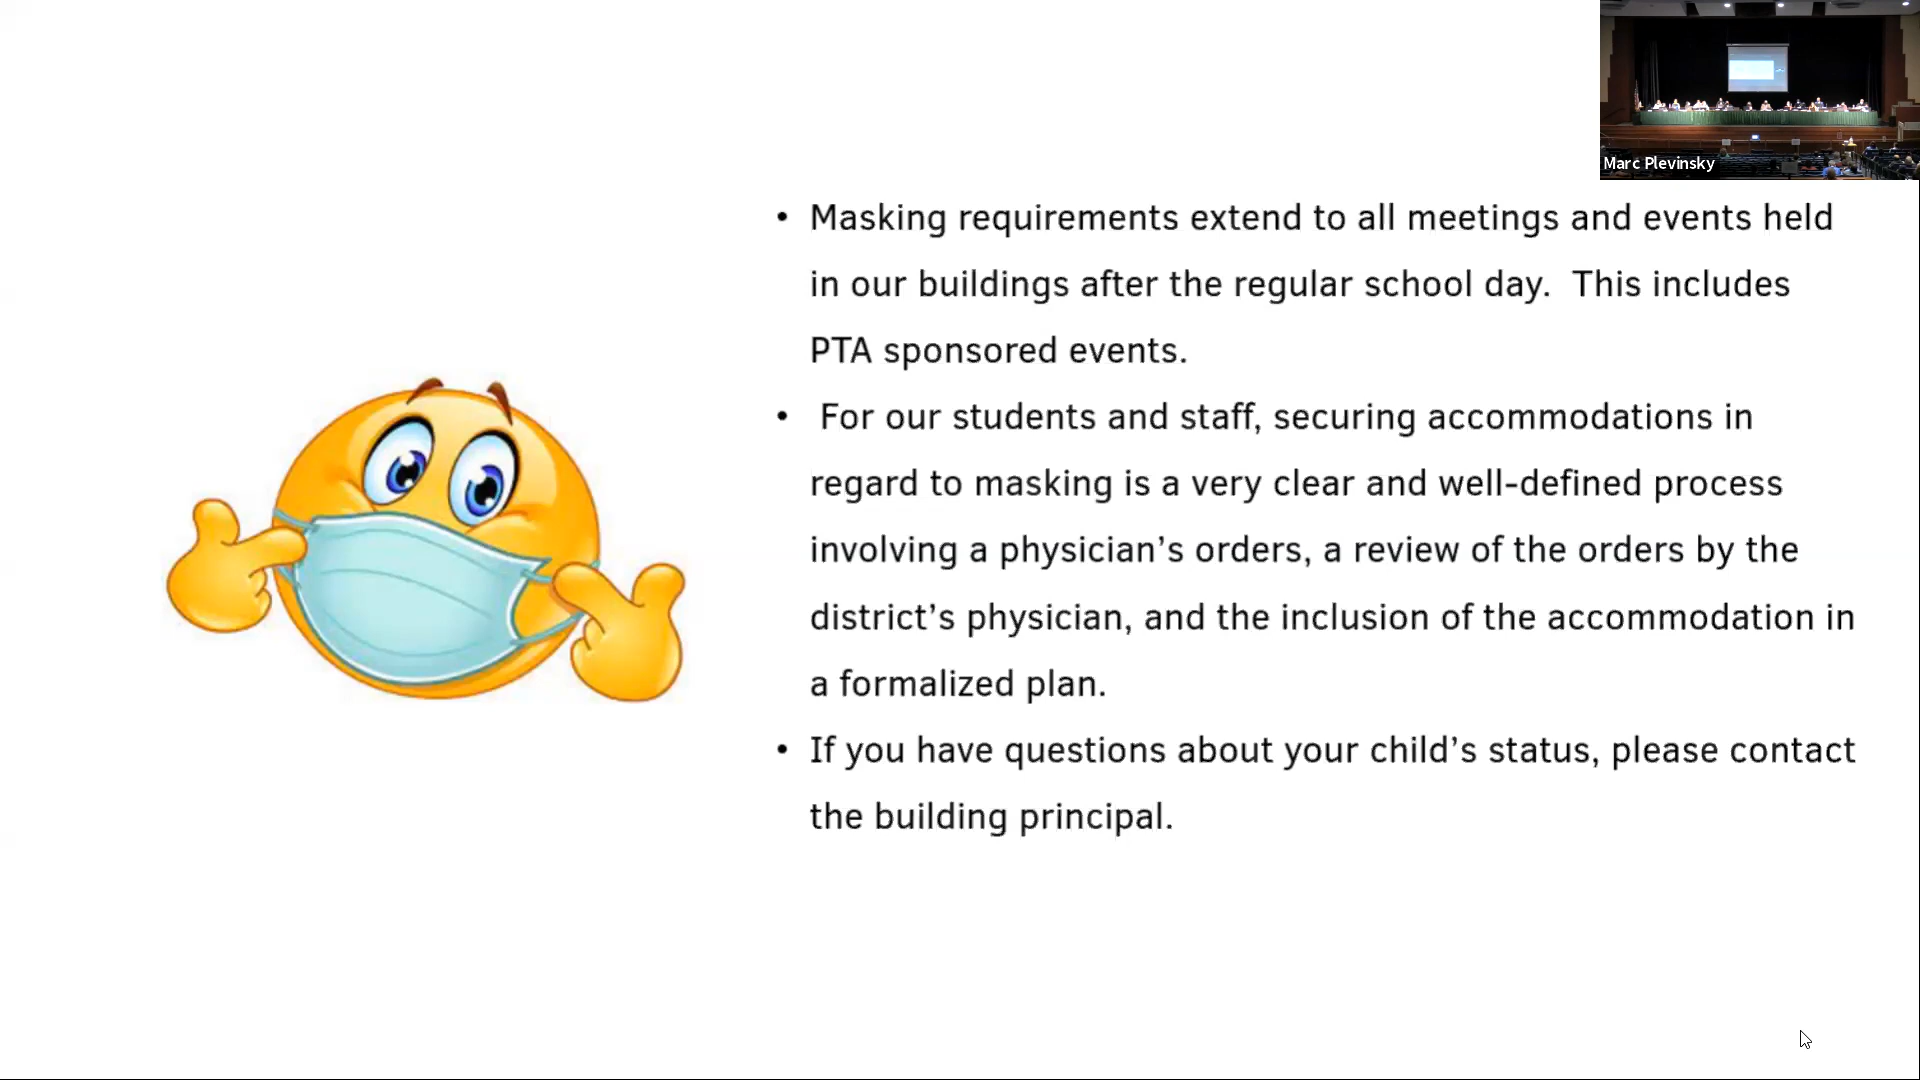 Marc Plevinsky
• Masking requirements extend to all meetings and events held
in our buildings after the regular school day.  This includes
PTA sponsored events.
•  For our students and staff, securing accommodations in
regard to masking is a very clear and well-defined process
involving a physician’s orders, a review of the orders by the
district’s physician, and the inclusion of the accommodation in
a formalized plan.
• If you have questions about your child’s status, please contact
the building principal.